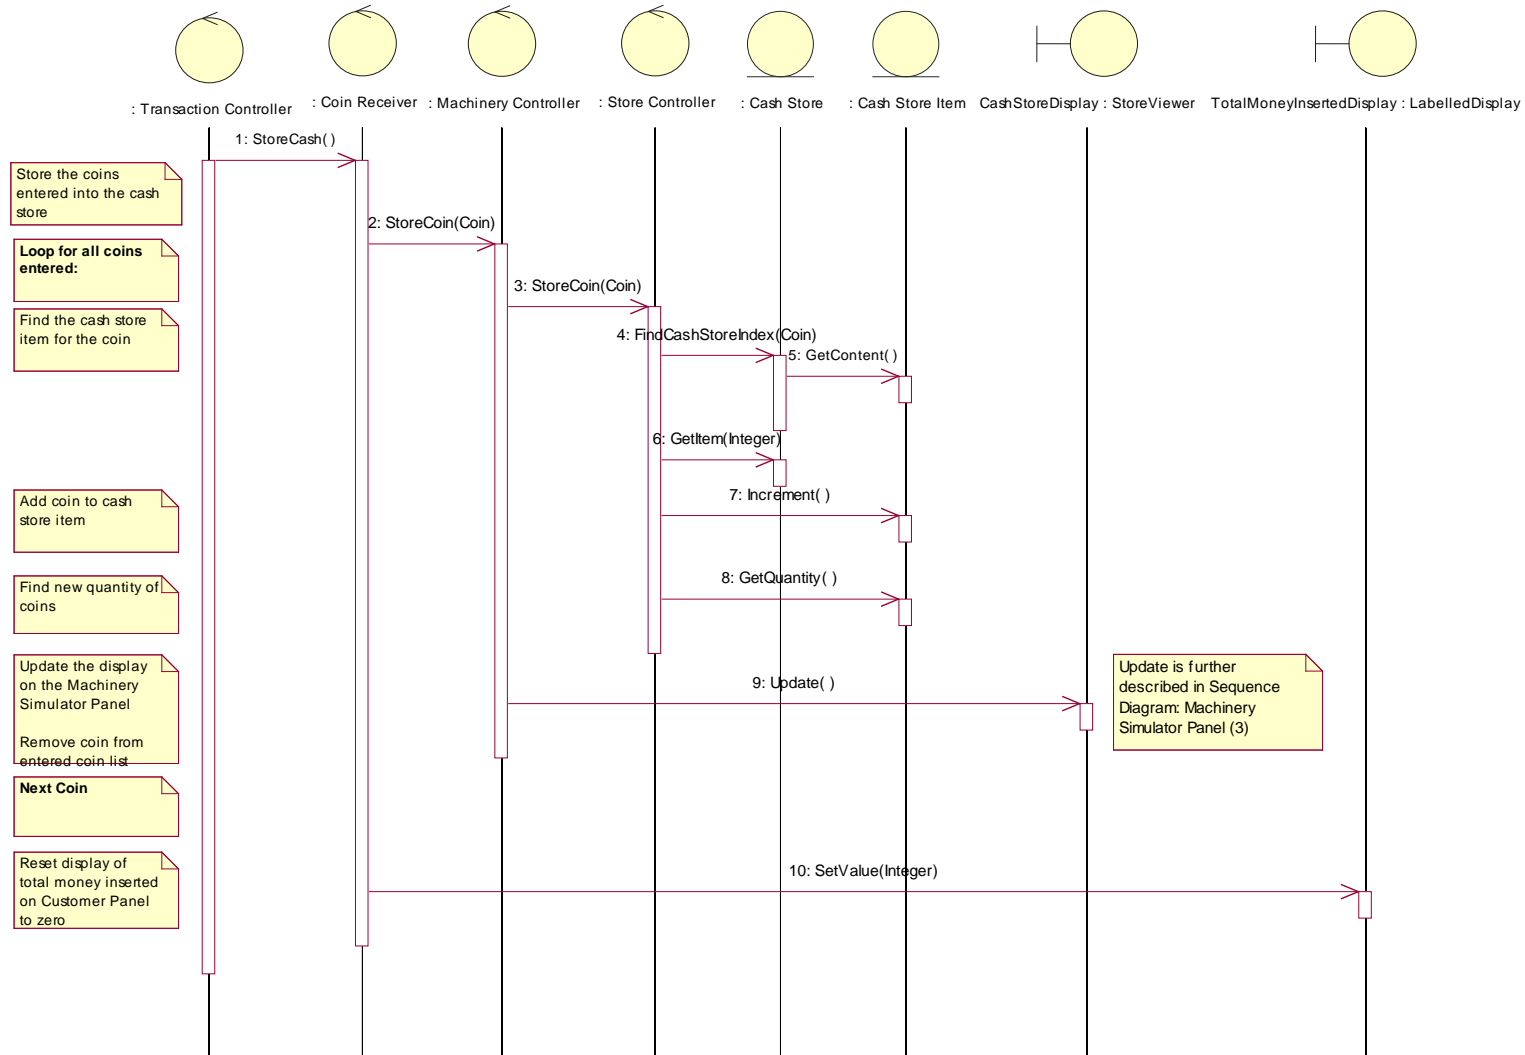 : Transaction Controller
: Coin Receiver
: Machinery Controller
: Store Controller
: Cash Store
: Cash Store Item
CashStoreDisplay : StoreViewer
TotalMoneyInsertedDisplay : LabelledDisplay
1: StoreCash( )
Store the coins
entered into the cash
store
2: StoreCoin(Coin)
Loop for all coins
entered:
3: StoreCoin(Coin)
Find the cash store
item for the coin
4: FindCashStoreIndex(Coin)
5: GetContent( )
6: GetItem(Integer)
7: Increment( )
Add coin to cash
store item
8: GetQuantity( )
Find new quantity of
coins
Update the display
on the Machinery
Simulator Panel
Remove coin from
entered coin list
9: Update( )
Update is further
described in Sequence
Diagram: Machinery
Simulator Panel (3)
Next Coin
Reset display of
total money inserted
on Customer Panel
to zero
10: SetValue(Integer)